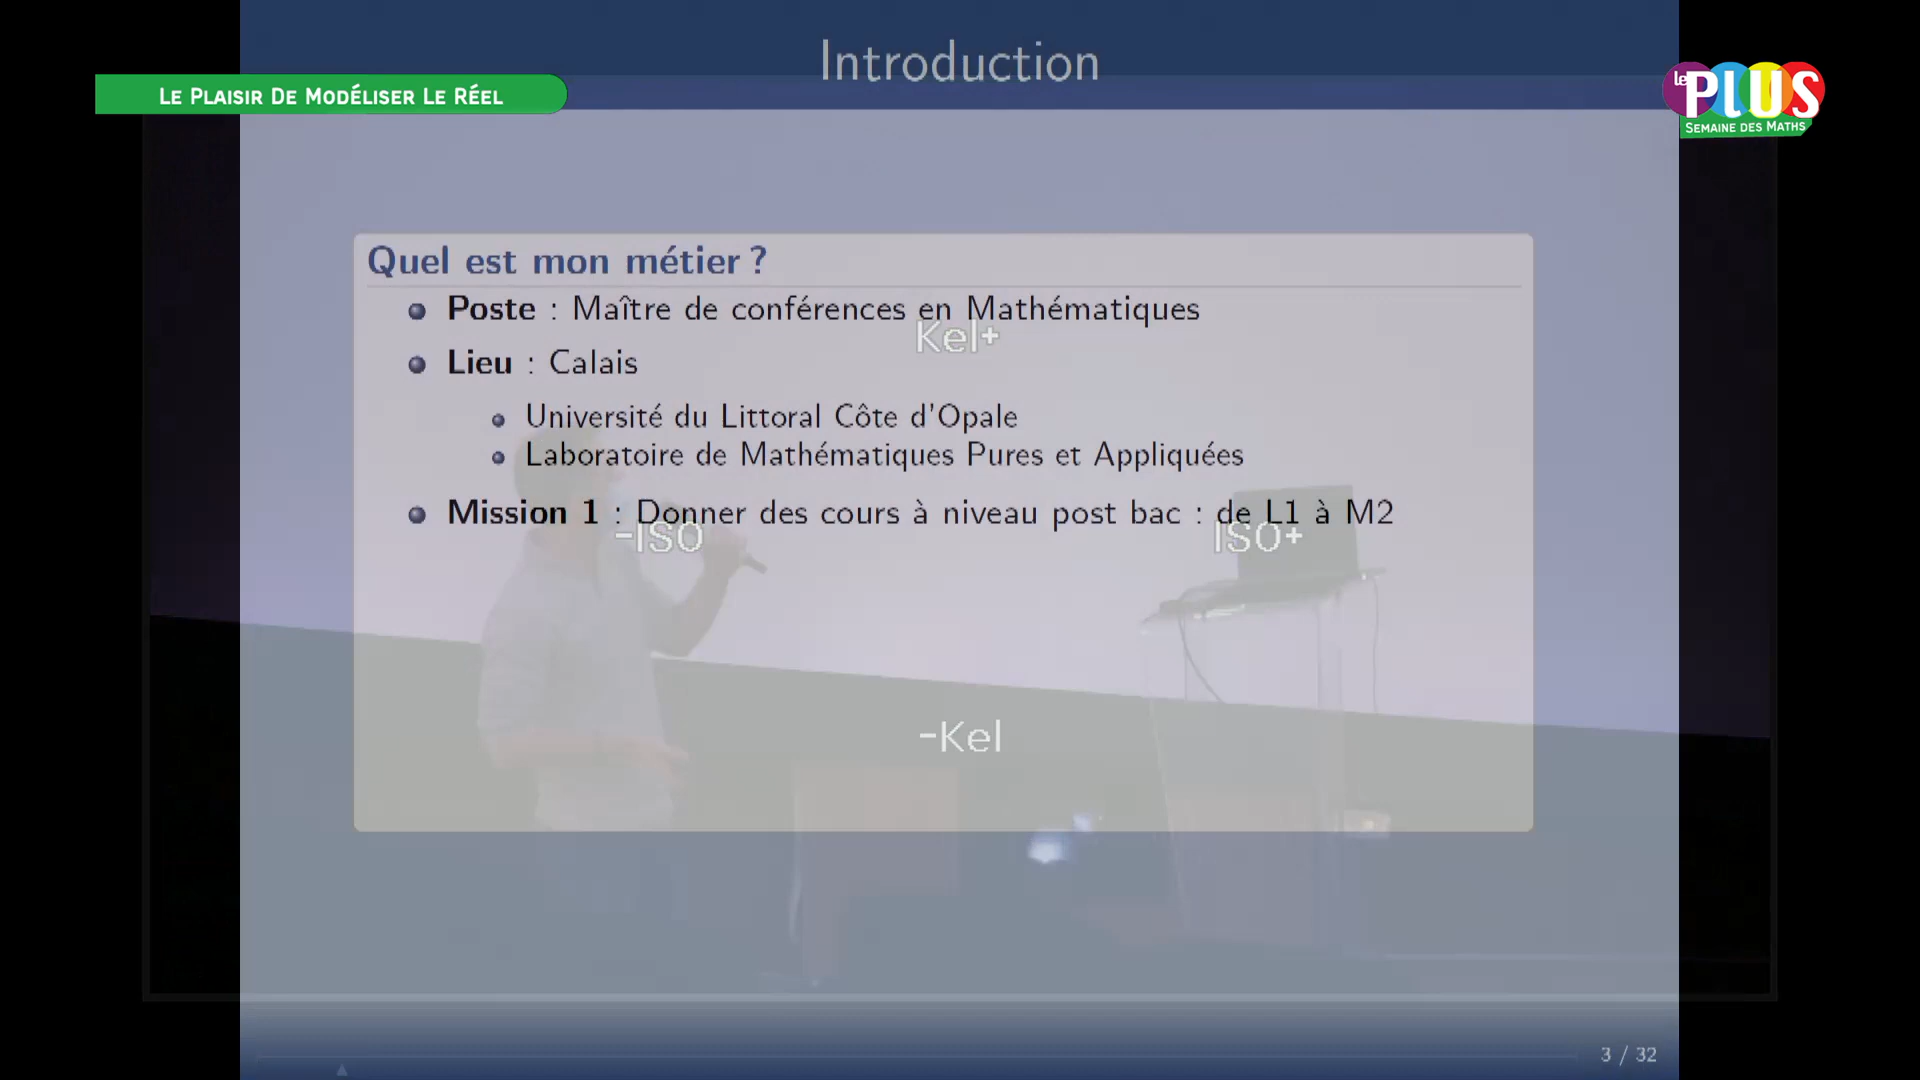 Introduction
Le Plaisir De Modéliser Le Réel
le PLUS
Semaine des Maths
Quel est mon métier ?
Poste : Maître de conférences en Mathématiques
Kel+
Lieu : Calais
Université du Littoral Côte d'Opale
Laboratoire de Mathématiques Pures et Appliquées
Mission 1 : Donner des cours à niveau post bac : de L1 à M2
-ISO
ISO+
-Kel
3 / 32